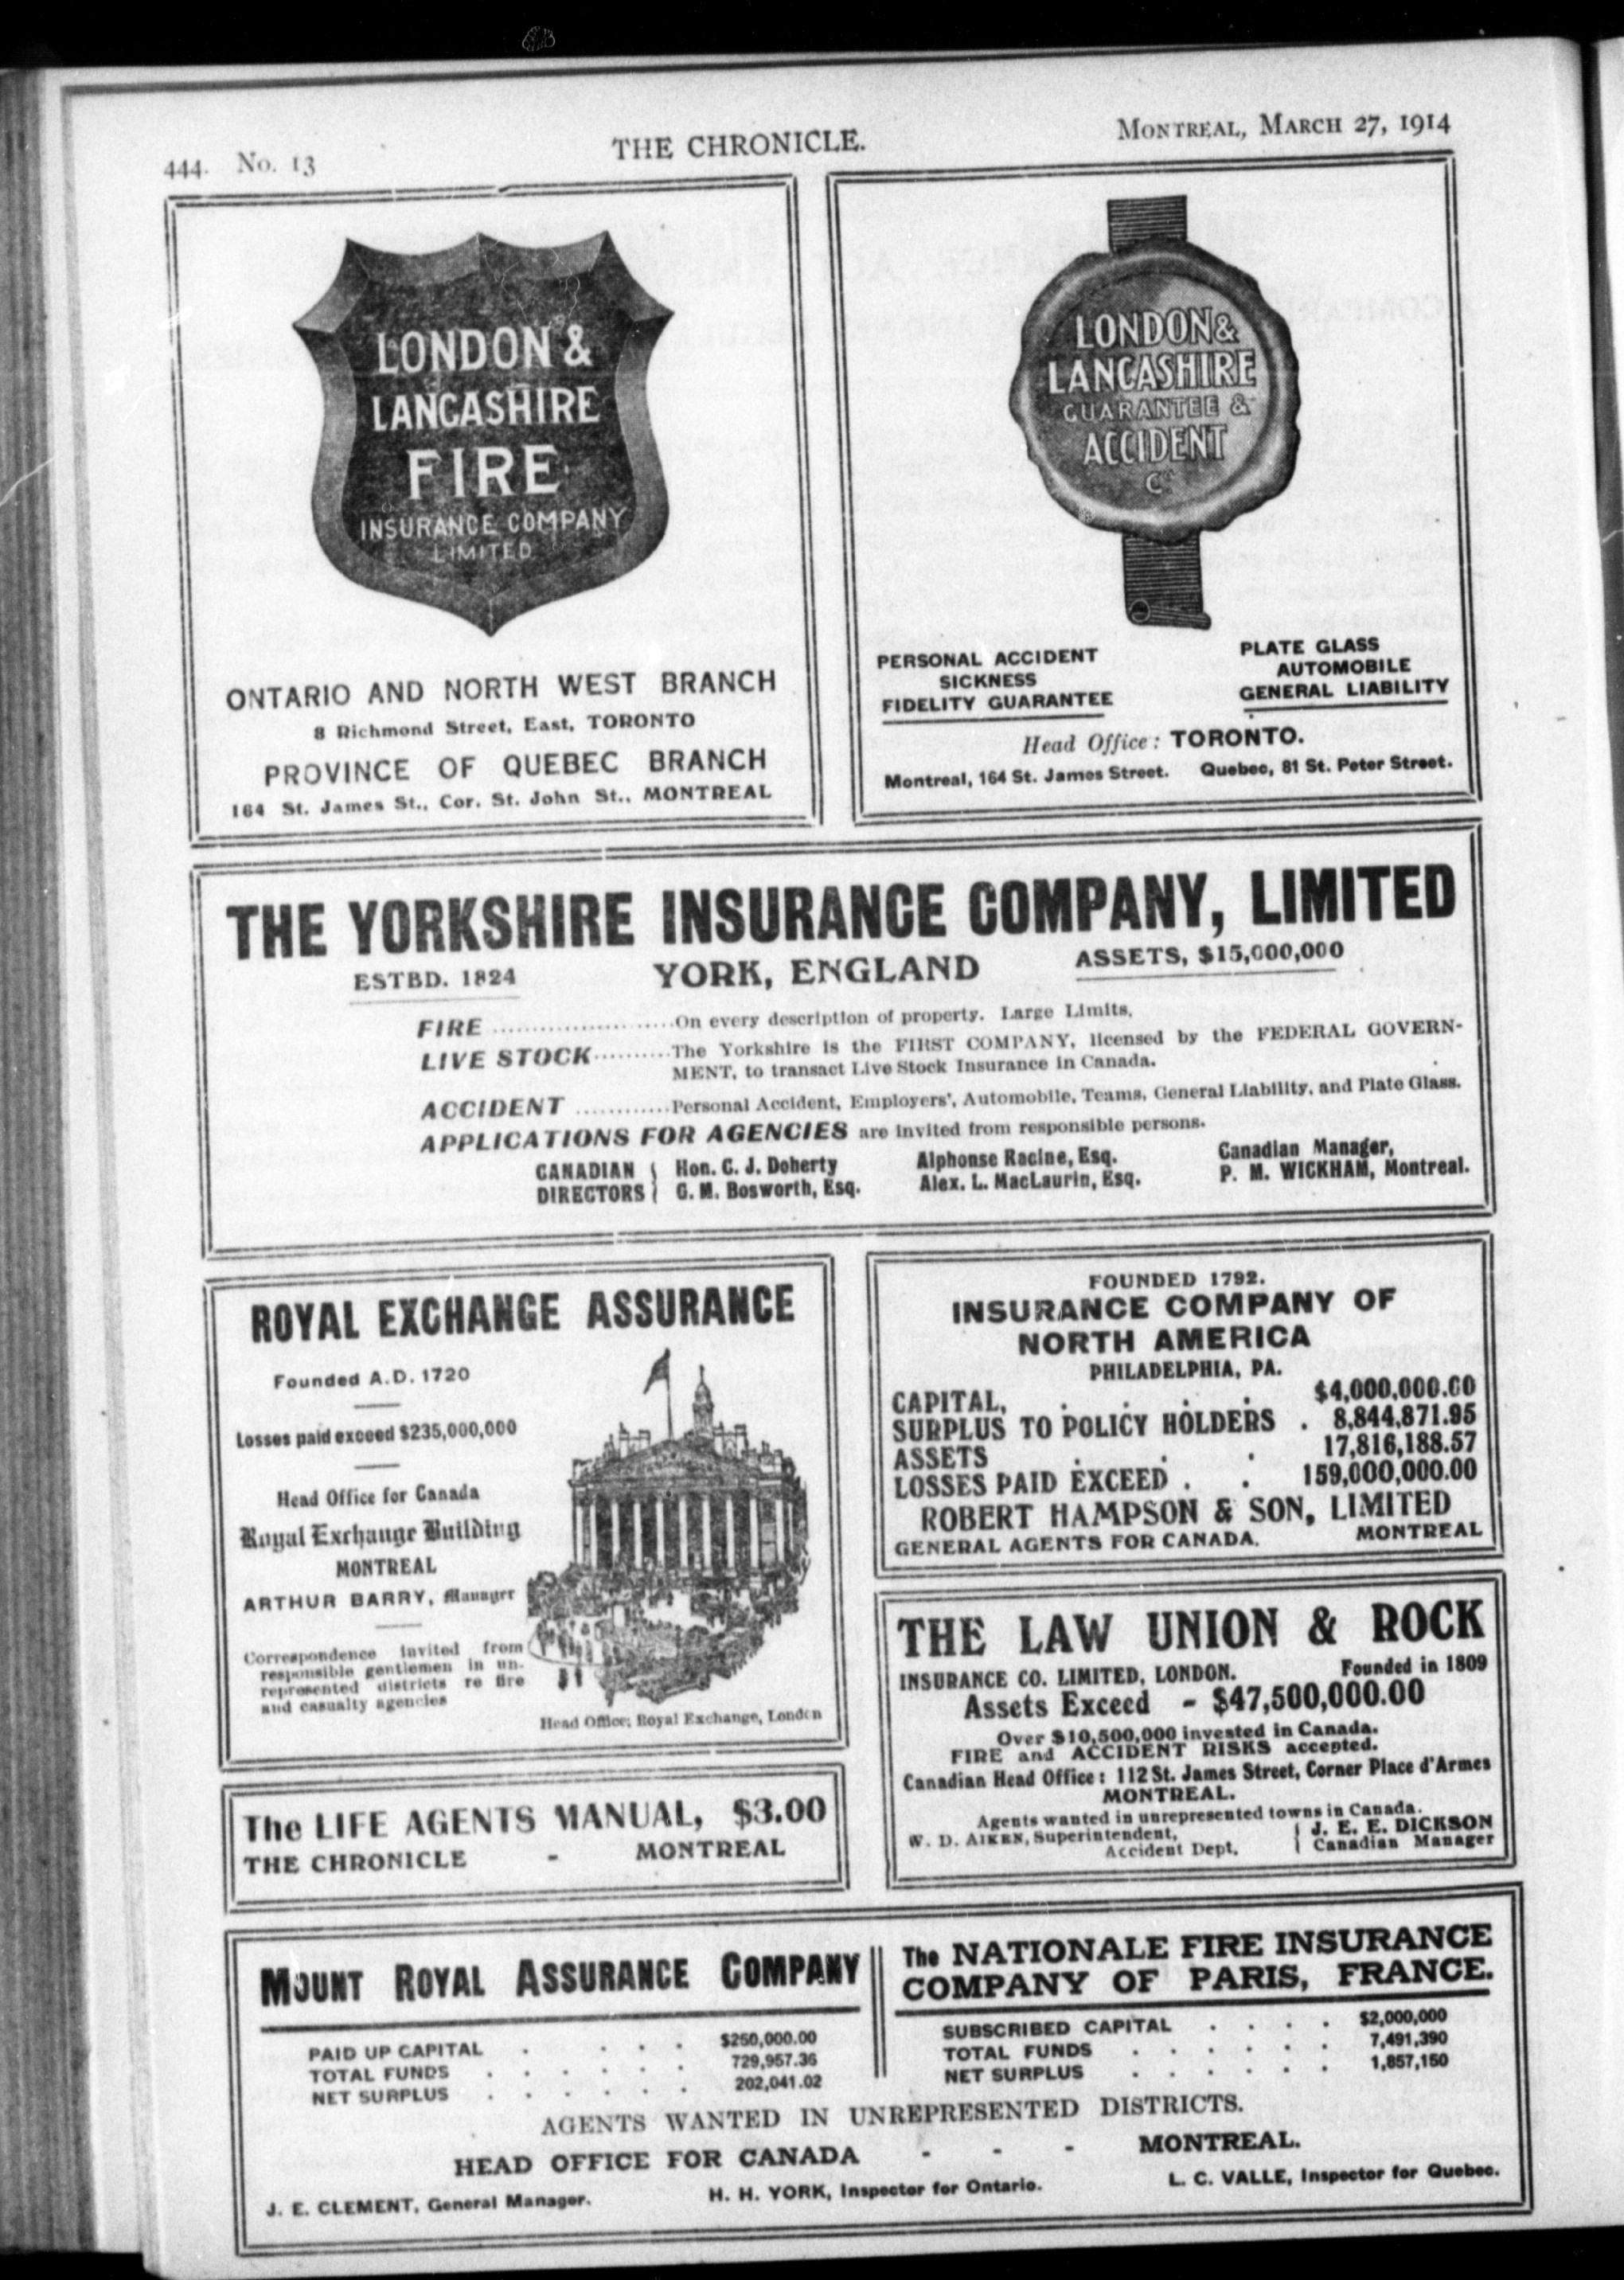 444. No. 13
THE CHRONICLE.
MONTREAL, MARCH 27, 1914
LONDON &
LANCASHIRE
FIRE
INSURANCE COMPANY
LIMITED
ONTARIO AND NORTH WEST BRANCH
8 Richmond Street, East, TORONTO
PROVINCE OF QUEBEC BRANCH
164 St. James St., Cor. St. John St., MONTREAL
LONDON &
LANCASHIRE
GUARANTEE &
ACCIDENT
Co
PERSONAL ACCIDENT
SICKNESS
FIDELITY GUARANTEE
PLATE GLASS
AUTOMOBILE
GENERAL LIABILITY
Head Office: TORONTO.
Montreal, 164 St. James Street. Quebec, 81 St. Peter Street.
THE YORKSHIRE INSURANCE COMPANY, LIMITED
ESTBD. 1824 YORK, ENGLAND ASSETS, $15,000,000
FIRE ......................On every description of property. Large Limits.
LIVE STOCK..........The Yorkshire is the FIRST COMPANY, licensed by the FEDERAL GOVERN-
MENT, to transact Live Stock Insurance in Canada.
ACCIDENT ............Personal Accident, Employers', Automobile, Teams, General Liability, and Plate Glass.
APPLICATIONS FOR AGENCIES are invited from responsible persons.
CANADIAN { Hon. C. J. Doherty Alphonse Racine, Esq. Canadian Manager,
DIRECTORS { G. M. Bosworth, Esq. Alex. L. MacLaurin, Esq. P. M. WICKHAM, Montreal.
ROYAL EXCHANGE ASSURANCE
Founded A.D. 1720
Losses paid exceed $235,000,000
Head Office for Canada
Royal Exchange Building
MONTREAL
ARTHUR BARRY, Manager
Correspondence invited from
responsible gentlemen in un-
represented districts re fire
and casualty agencies
Head Office: Royal Exchange, London
FOUNDED 1792.
INSURANCE COMPANY OF
NORTH AMERICA
PHILADELPHIA, PA.
CAPITAL, . . . . $4,000,000.00
SURPLUS TO POLICY HOLDERS . 8,844,871.95
ASSETS . . . 17,816,188.57
LOSSES PAID EXCEED . . 159,000,000.00
ROBERT HAMPSON & SON, LIMITED
GENERAL AGENTS FOR CANADA. MONTREAL
THE LAW UNION & ROCK
INSURANCE CO. LIMITED, LONDON. Founded in 1809
Assets Exceed - $47,500,000.00
Over $10,500,000 invested in Canada.
FIRE and ACCIDENT RISKS accepted.
Canadian Head Office: 112 St. James Street, Corner Place d'Armes
MONTREAL.
Agents wanted in unrepresented towns in Canada.
W. D. AIKEN, Superintendent, | J. E. E. DICKSON
Accident Dept. | Canadian Manager
The LIFE AGENTS MANUAL, $3.00
THE CHRONICLE - MONTREAL
MOUNT ROYAL ASSURANCE COMPANY
PAID UP CAPITAL . . . . $250,000.00
TOTAL FUNDS . . . . . . 729,957.36
NET SURPLUS . . . . . . 202,041.02
The NATIONALE FIRE INSURANCE
COMPANY OF PARIS, FRANCE.
SUBSCRIBED CAPITAL . . . . $2,000,000
TOTAL FUNDS . . . . . . 7,491,390
NET SURPLUS . . . . . . 1,857,150
AGENTS WANTED IN UNREPRESENTED DISTRICTS.
HEAD OFFICE FOR CANADA - - - MONTREAL.
J. E. CLEMENT, General Manager. H. H. YORK, Inspector for Ontario. L. C. VALLE, Inspector for Quebec.